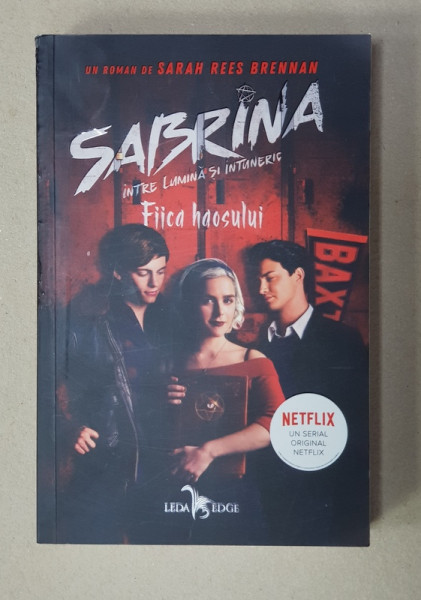 UN ROMAN DE SARAH REES BRENNAN
SABRINA
ÎNTRE LUMINĂ ȘI ÎNTUNERIC
Fiica haosului
BAXT
NETFLIX
UN SERIAL
ORIGINAL
NETFLIX
LEDA EDGE